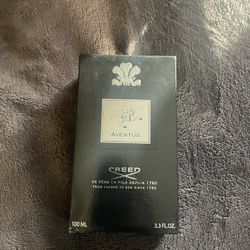 AVENTUS
CREED
DE PÈRE EN FILS DEPUIS 1760
FROM FATHER TO SON SINCE 1760
100 ML 3.3 FL.OZ.